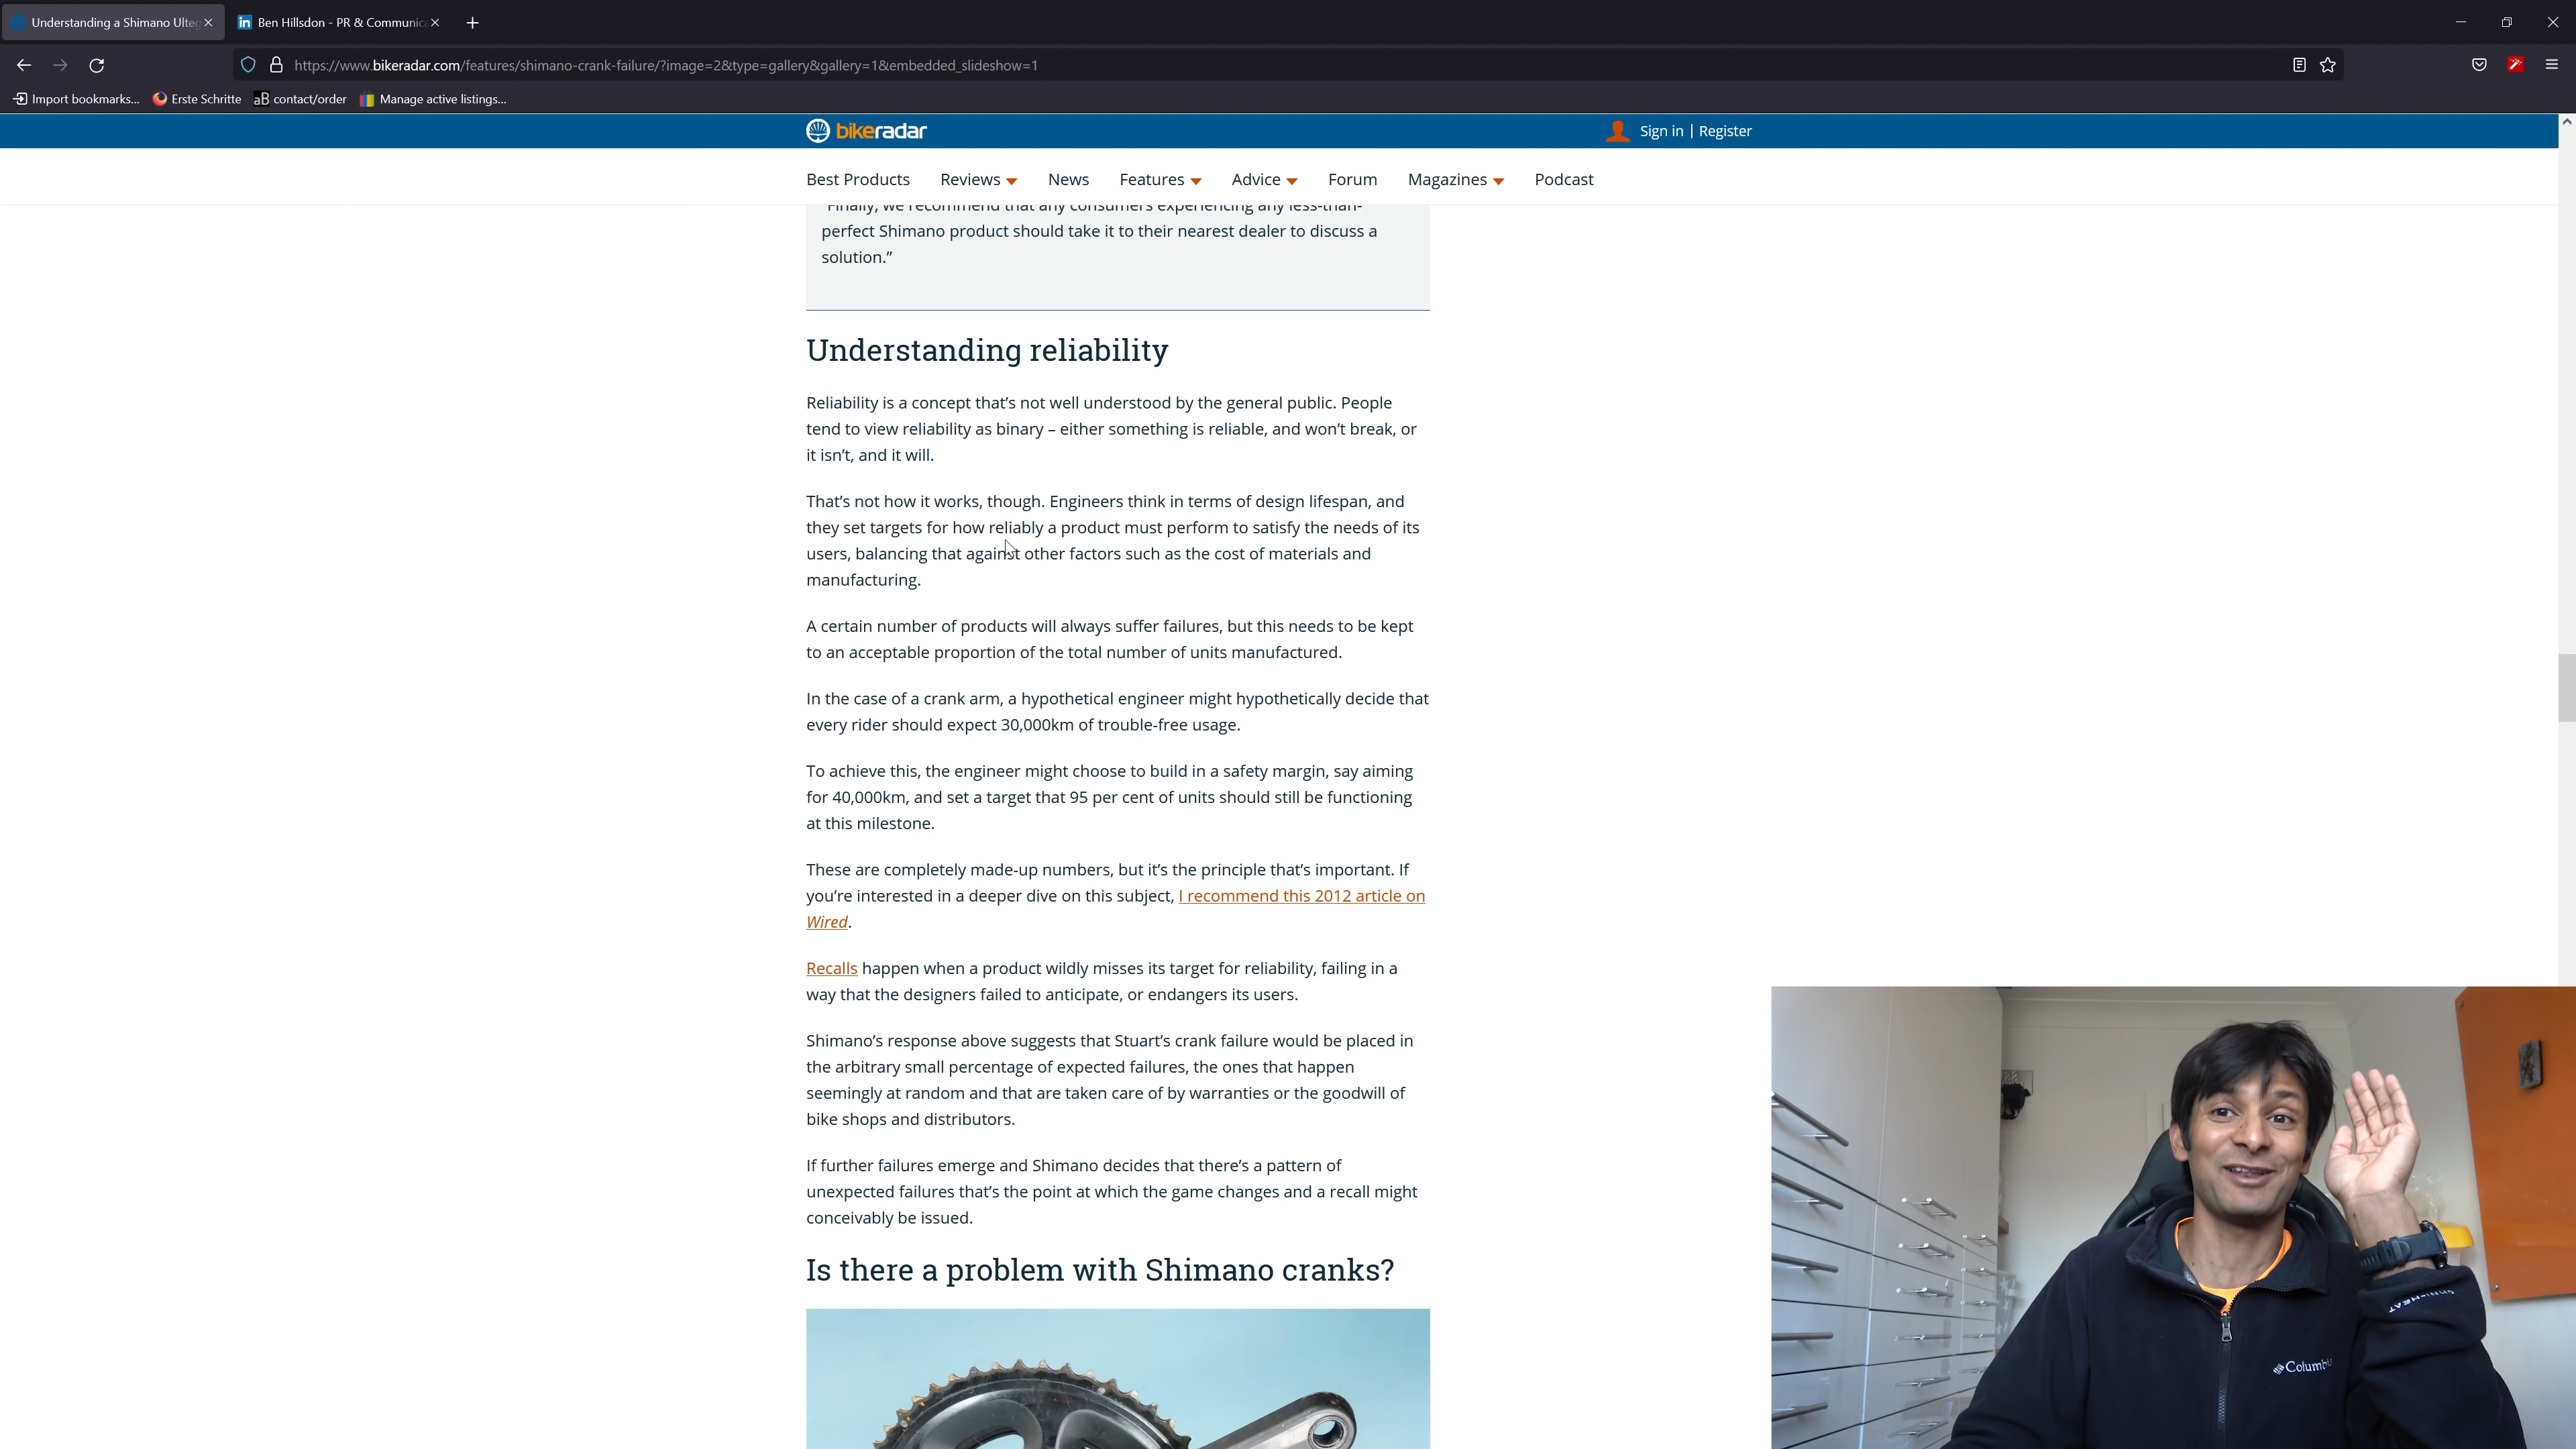 Understanding a Shimano Ulteg
Ben Hillsdon - PR & Communic
https://www.bikeradar.com/features/shimano-crank-failure/?image=2&type=gallery&gallery=1&embedded_slideshow=1
Import bookmarks... Erste Schritte aB contact/order Manage active listings...
bikeradar
Sign in | Register
Best Products Reviews News Features Advice Forum Magazines Podcast
"Finally, we recommend that any consumers experiencing any less-than-
perfect Shimano product should take it to their nearest dealer to discuss a
solution.”
Understanding reliability
Reliability is a concept that’s not well understood by the general public. People
tend to view reliability as binary – either something is reliable, and won’t break, or
it isn’t, and it will.
That’s not how it works, though. Engineers think in terms of design lifespan, and
they set targets for how reliably a product must perform to satisfy the needs of its
users, balancing that against other factors such as the cost of materials and
manufacturing.
A certain number of products will always suffer failures, but this needs to be kept
to an acceptable proportion of the total number of units manufactured.
In the case of a crank arm, a hypothetical engineer might hypothetically decide that
every rider should expect 30,000km of trouble-free usage.
To achieve this, the engineer might choose to build in a safety margin, say aiming
for 40,000km, and set a target that 95 per cent of units should still be functioning
at this milestone.
These are completely made-up numbers, but it’s the principle that’s important. If
you’re interested in a deeper dive on this subject, I recommend this 2012 article on
Wired.
Recalls happen when a product wildly misses its target for reliability, failing in a
way that the designers failed to anticipate, or endangers its users.
Shimano’s response above suggests that Stuart’s crank failure would be placed in
the arbitrary small percentage of expected failures, the ones that happen
seemingly at random and that are taken care of by warranties or the goodwill of
bike shops and distributors.
If further failures emerge and Shimano decides that there’s a pattern of
unexpected failures that’s the point at which the game changes and a recall might
conceivably be issued.
Is there a problem with Shimano cranks?
Columbia